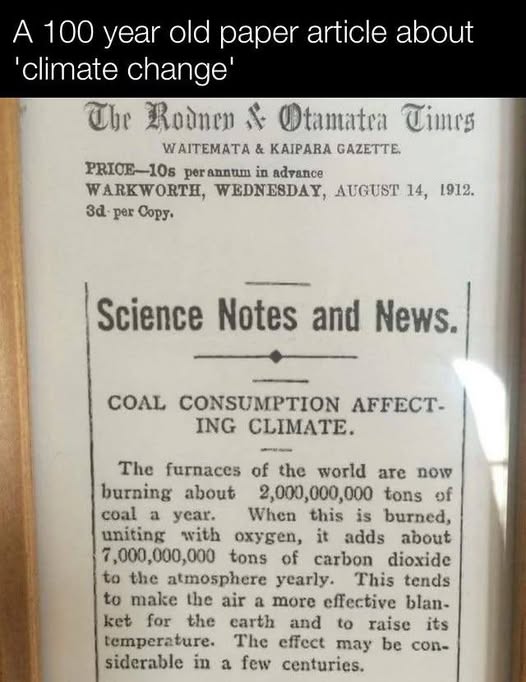 A 100 year old paper article about
'climate change'
The Rodney & Otamatea Times
WAITEMATA & KAIPARA GAZETTE.
PRICE—10s per annum in advance
WARKWORTH, WEDNESDAY, AUGUST 14, 1912.
3d per Copy.
Science Notes and News.
COAL CONSUMPTION AFFECT-
ING CLIMATE.
The furnaces of the world are now
burning about 2,000,000,000 tons of
coal a year. When this is burned,
uniting with oxygen, it adds about
7,000,000,000 tons of carbon dioxide
to the atmosphere yearly. This tends
to make the air a more effective blan-
ket for the earth and to raise its
temperature. The effect may be con-
siderable in a few centuries.